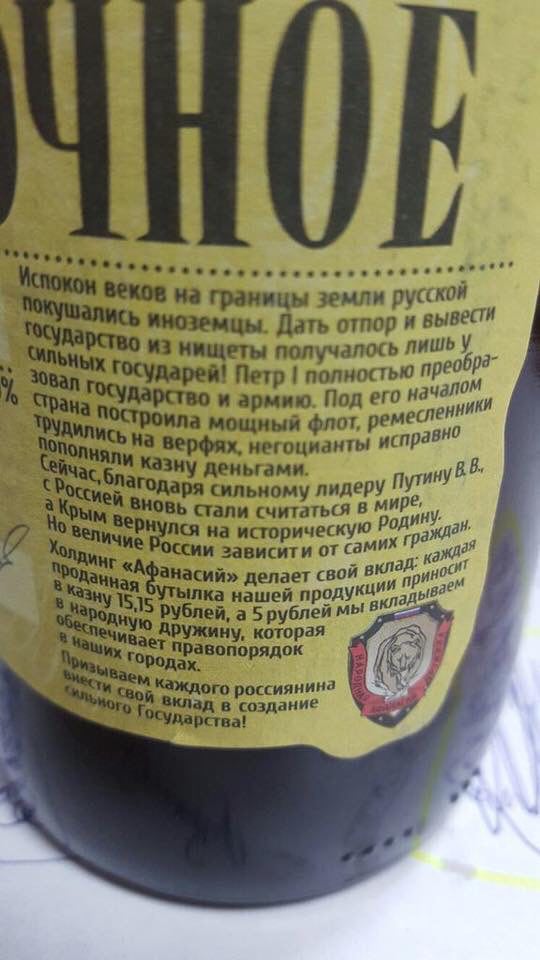 ОЧНОЕ
Испокон веков на границы земли русской
покушались иноземцы. Дать отпор и вывести
государство из нищеты получалось лишь у
сильных государей! Петр I полностью преобра-
зовал государство и армию. Под его началом
страна построила мощный флот, ремесленники
трудились на верфях, негоцианты исправно
пополняли казну деньгами.
Сейчас, благодаря сильному лидеру Путину В. В.,
с Россией вновь стали считаться в мире,
а Крым вернулся на историческую Родину.
Но величие России зависит и от самих граждан.
Холдинг «Афанасий» делает свой вклад: каждая
проданная бутылка нашей продукции приносит
в казну 15,15 рублей, а 5 рублей мы вкладываем
в народную дружину, которая
обеспечивает правопорядок
в наших городах.
Призываем каждого россиянина
внести свой вклад в создание
сильного Государства!
%